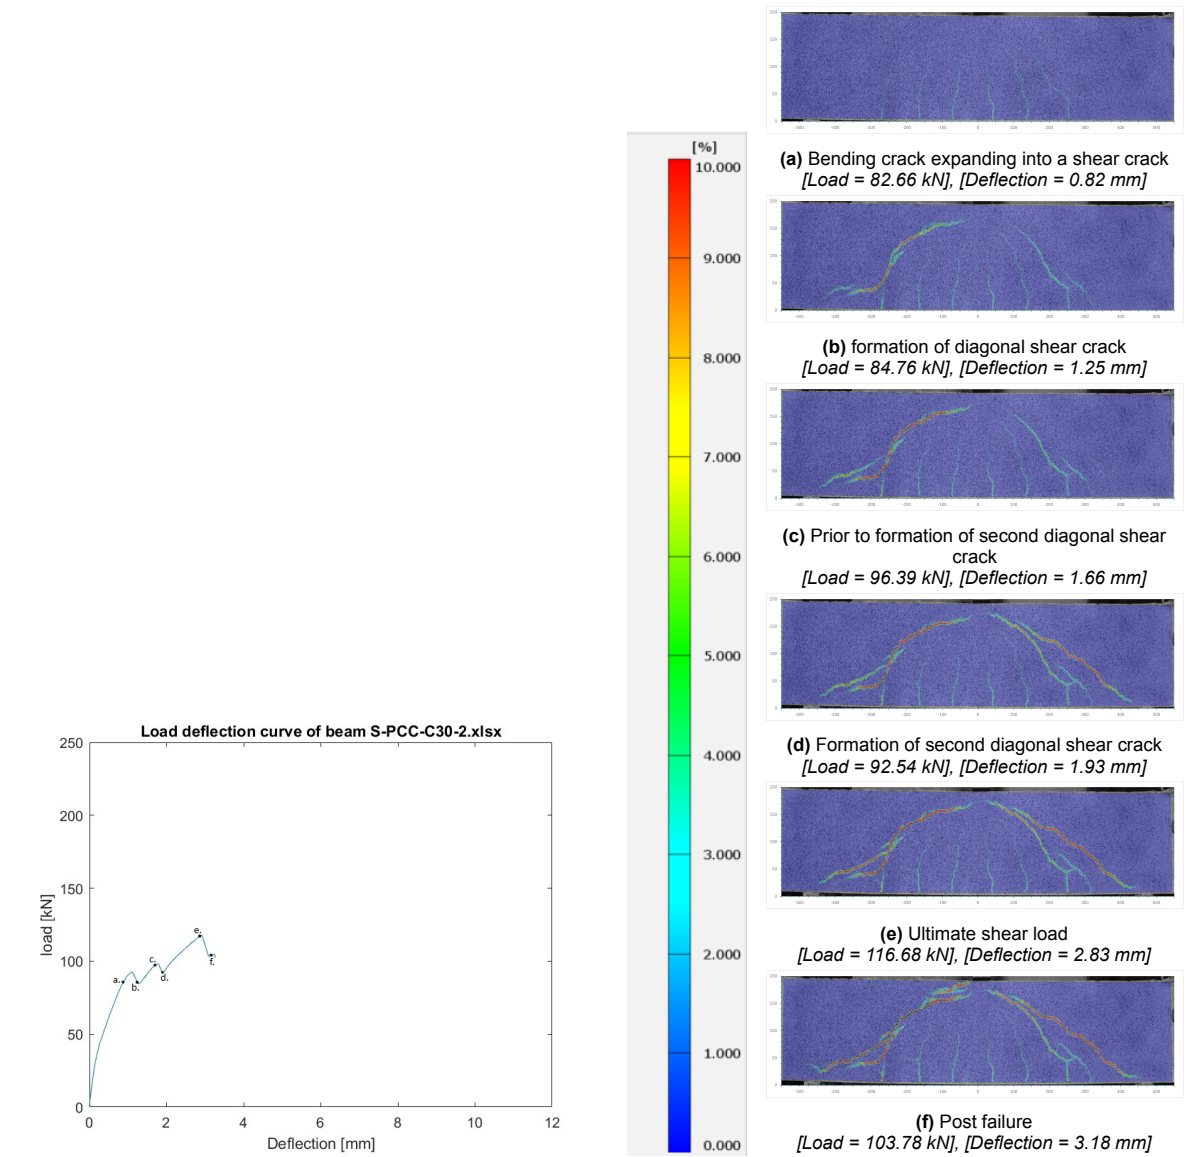 Load deflection curve of beam S-PCC-C30-2.xlsx
250
200
150
100
50
0
load [kN]
a.
b.
c.
d.
e.
f.
0 2 4 6 8 10 12
Deflection [mm]
[%]
10.000
9.000
8.000
7.000
6.000
5.000
4.000
3.000
2.000
1.000
0.000
(a) Bending crack expanding into a shear crack
[Load = 82.66 kN], [Deflection = 0.82 mm]
(b) formation of diagonal shear crack
[Load = 84.76 kN], [Deflection = 1.25 mm]
(c) Prior to formation of second diagonal shear
crack
[Load = 96.39 kN], [Deflection = 1.66 mm]
(d) Formation of second diagonal shear crack
[Load = 92.54 kN], [Deflection = 1.93 mm]
(e) Ultimate shear load
[Load = 116.68 kN], [Deflection = 2.83 mm]
(f) Post failure
[Load = 103.78 kN], [Deflection = 3.18 mm]